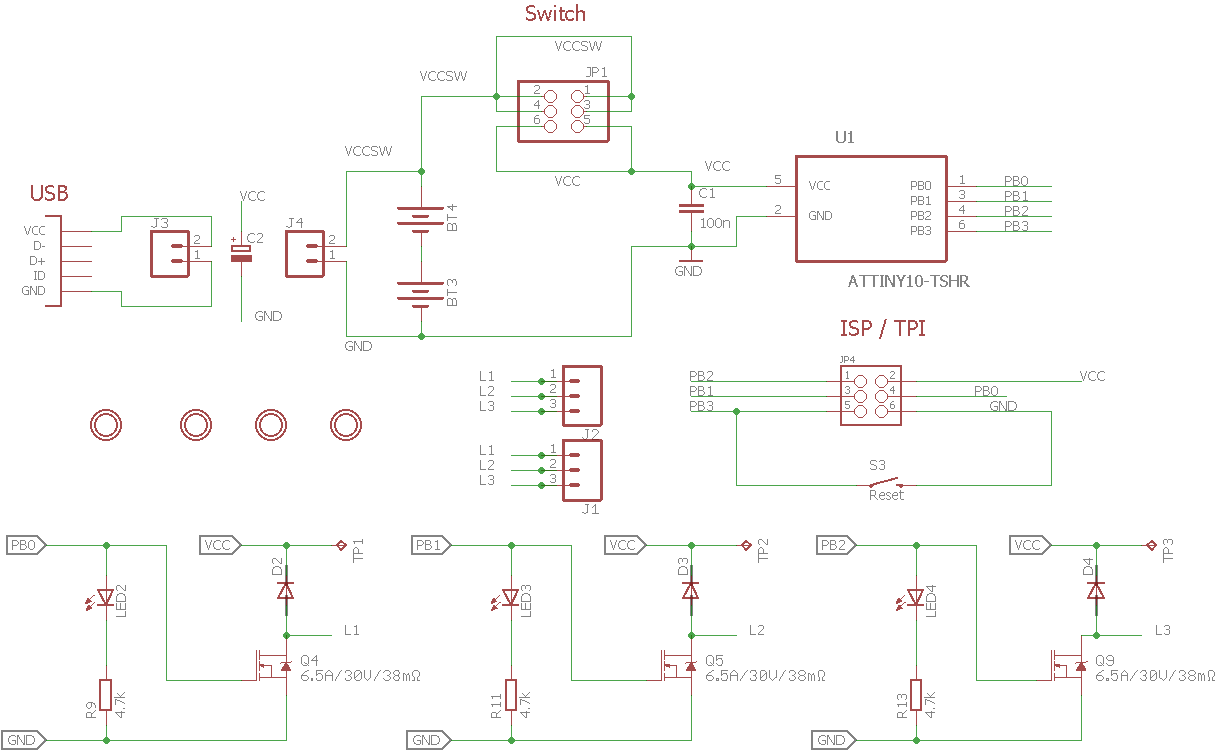 Switch
VCCSW
JP1
2 1
4 3
6 5
VCCSW
VCCSW
VCC
VCC
U1
5 VCC
2 GND
PB0 1 PB0
PB1 3 PB1
PB2 4 PB2
PB3 6 PB3
ATTINY10-TSHR
C1
100n
GND
USB
VCC
D-
D+
ID
GND
J3
2
1
VCC
+
C2
GND
J4
2
1
BT4
BT3
GND
ISP / TPI
JP4
PB2 1 2 VCC
PB1 3 4 PB0
PB3 5 6 GND
S3
Reset
L1 1
L2 2
L3 3
J2
L1 1
L2 2
L3 3
J1
PB0
VCC
TP1
D2
LED2
L1
Q4
6.5A/30V/38mΩ
R9
4.7k
GND
PB1
VCC
TP2
D3
LED3
L2
Q5
6.5A/30V/38mΩ
R11
4.7k
GND
PB2
VCC
TP3
D4
LED4
L3
Q9
6.5A/30V/38mΩ
R13
4.7k
GND